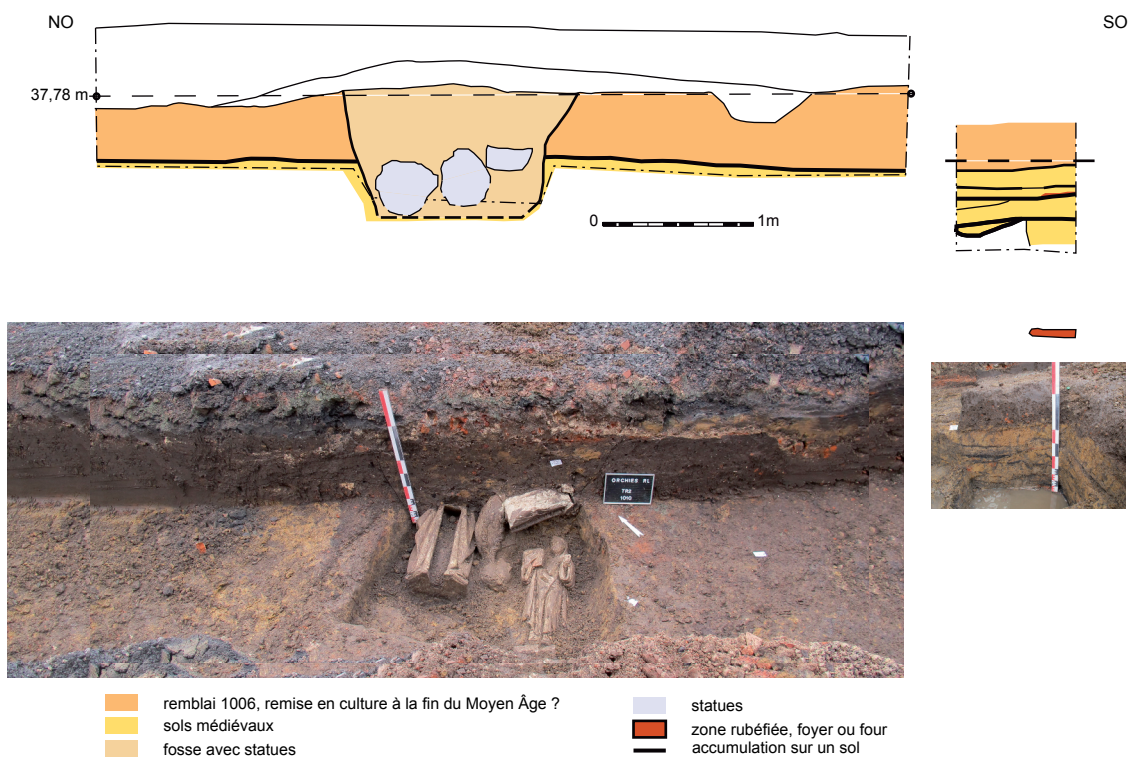 NO
SO
37,78 m
0 1m
ORCHIES RL
TR2
1010
remblai 1006, remise en culture à la fin du Moyen Âge ?
sols médiévaux
fosse avec statues
statues
zone rubéfiée, foyer ou four
accumulation sur un sol